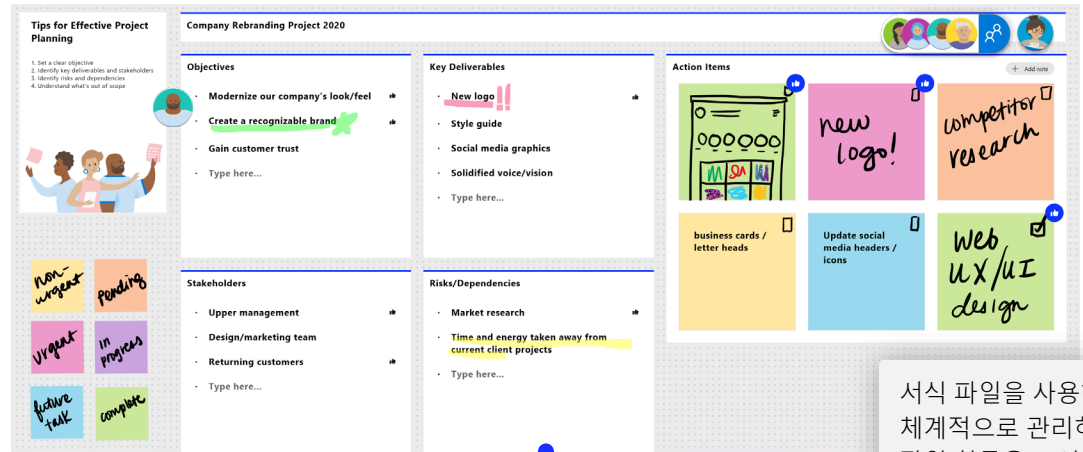 Tips for Effective Project
Planning
1. Set a clear objective
2. Identify key deliverables and stakeholders
3. Identify risks and dependencies
4. Understand what's out of scope
Company Rebranding Project 2020
Objectives
· Modernize our company's look/feel
· Create a recognizable brand
· Gain customer trust
· Type here...
Key Deliverables
· New logo
· Style guide
· Social media graphics
· Solidified voice/vision
· Type here...
Action Items
+ Add note
new
logo!
competitor
research
business cards /
letter heads
Update social
media headers /
icons
Web
UX/UI
design
non-
urgent
pending
urgent
in
progress
future
task
complete
Stakeholders
· Upper management
· Design/marketing team
· Returning customers
· Type here...
Risks/Dependencies
· Market research
· Time and energy taken away from
current client projects
· Type here...
서식 파일을 사용
체계적으로 관리